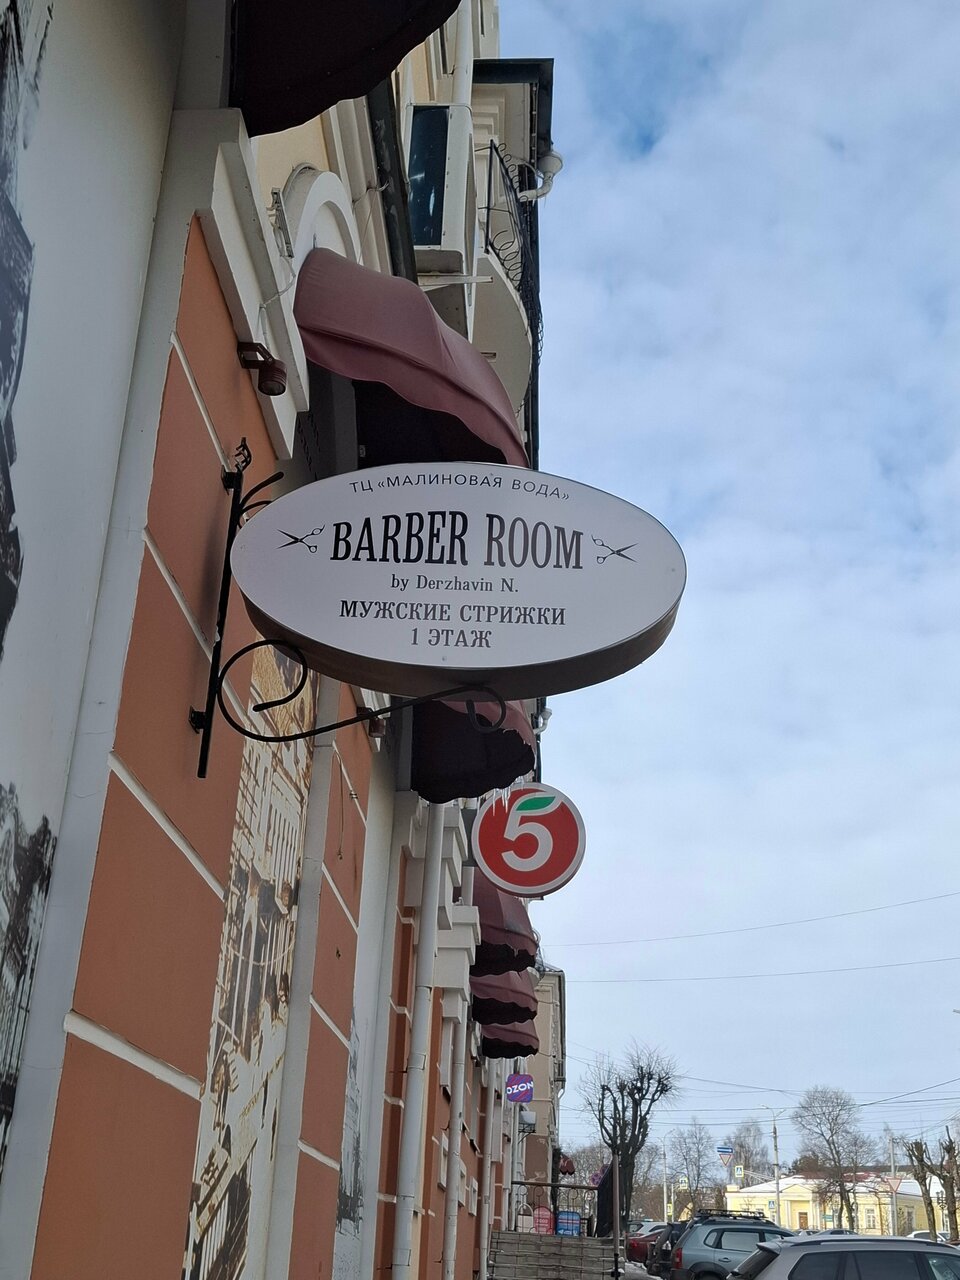 ТЦ «МАЛИНОВАЯ ВОДА»
BARBER ROOM
by Derzhavin N.
МУЖСКИЕ СТРИЖКИ
1 ЭТАЖ
5
OZON